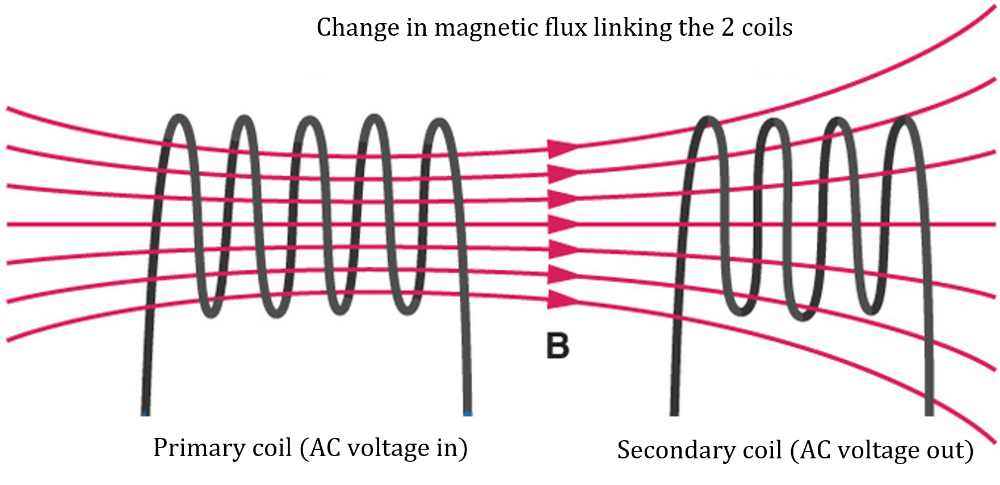 Change in magnetic flux linking the 2 coils
B
Primary coil (AC voltage in)
Secondary coil (AC voltage out)